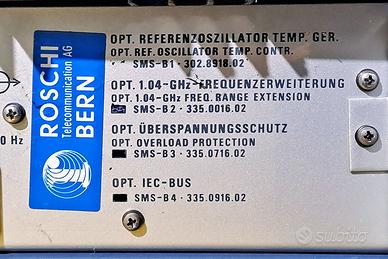 OPT. REFERENZOSZILLATOR TEMP. GER.
OPT. REF. OSCILLATOR TEMP. CONTR.
SMS-B1 · 302.8918.02
OPT. 1.04-GHz-FREQUENZERWEITERUNG
OPT. 1.04-GHz FREQ. RANGE EXTENSION
SMS-B2 · 335.0016.02
OPT. ÜBERSPANNUNGSSCHUTZ
OPT. OVERLOAD PROTECTION
SMS-B3 · 335.0716.02
OPT. IEC-BUS
SMS-B4 · 335.0916.02
ROSCHI
Telecommunication AG
BERN
0 Hz
subito